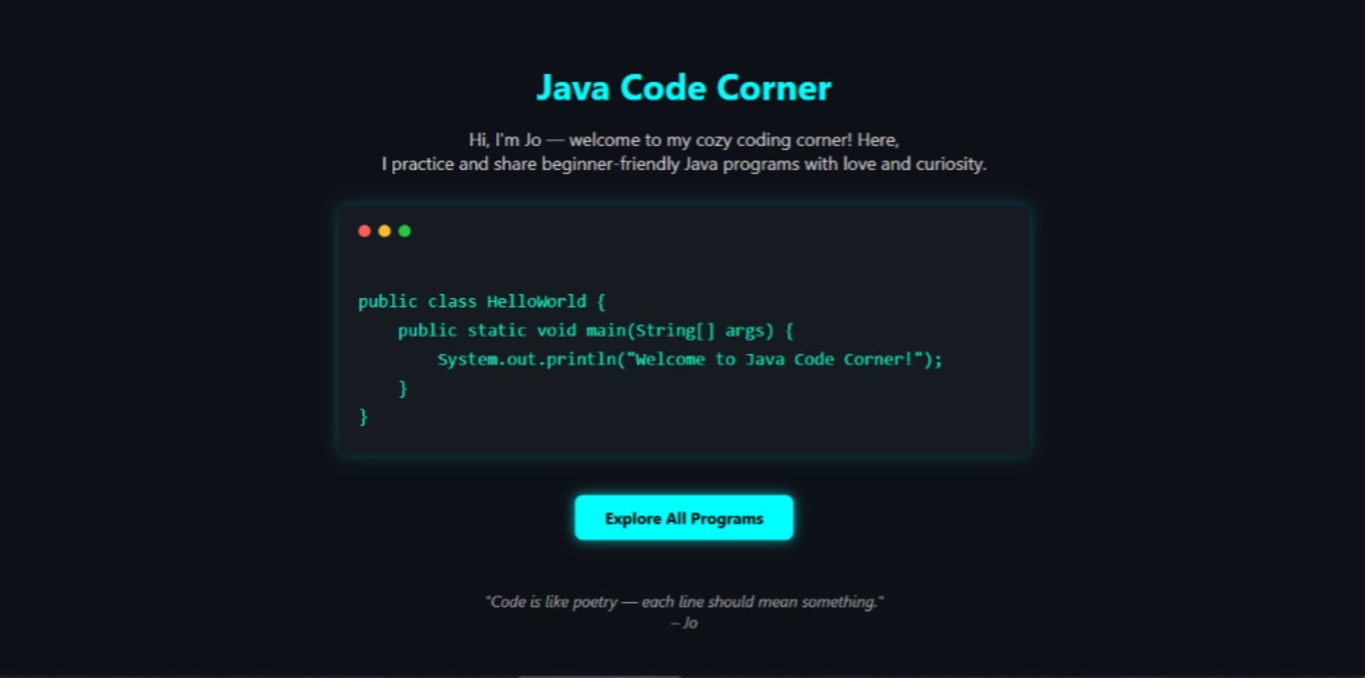 Java Code Corner
Hi, I'm Jo — welcome to my cozy coding corner! Here,
I practice and share beginner-friendly Java programs with love and curiosity.
public class HelloWorld {
    public static void main(String[] args) {
        System.out.println("Welcome to Java Code Corner!");
    }
}
Explore All Programs
"Code is like poetry — each line should mean something."
– Jo